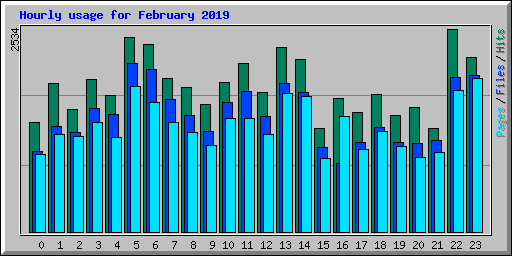 Hourly usage for February 2019
2534
Pages/Files/Hits
0 1 2 3 4 5 6 7 8 9 10 11 12 13 14 15 16 17 18 19 20 21 22 23